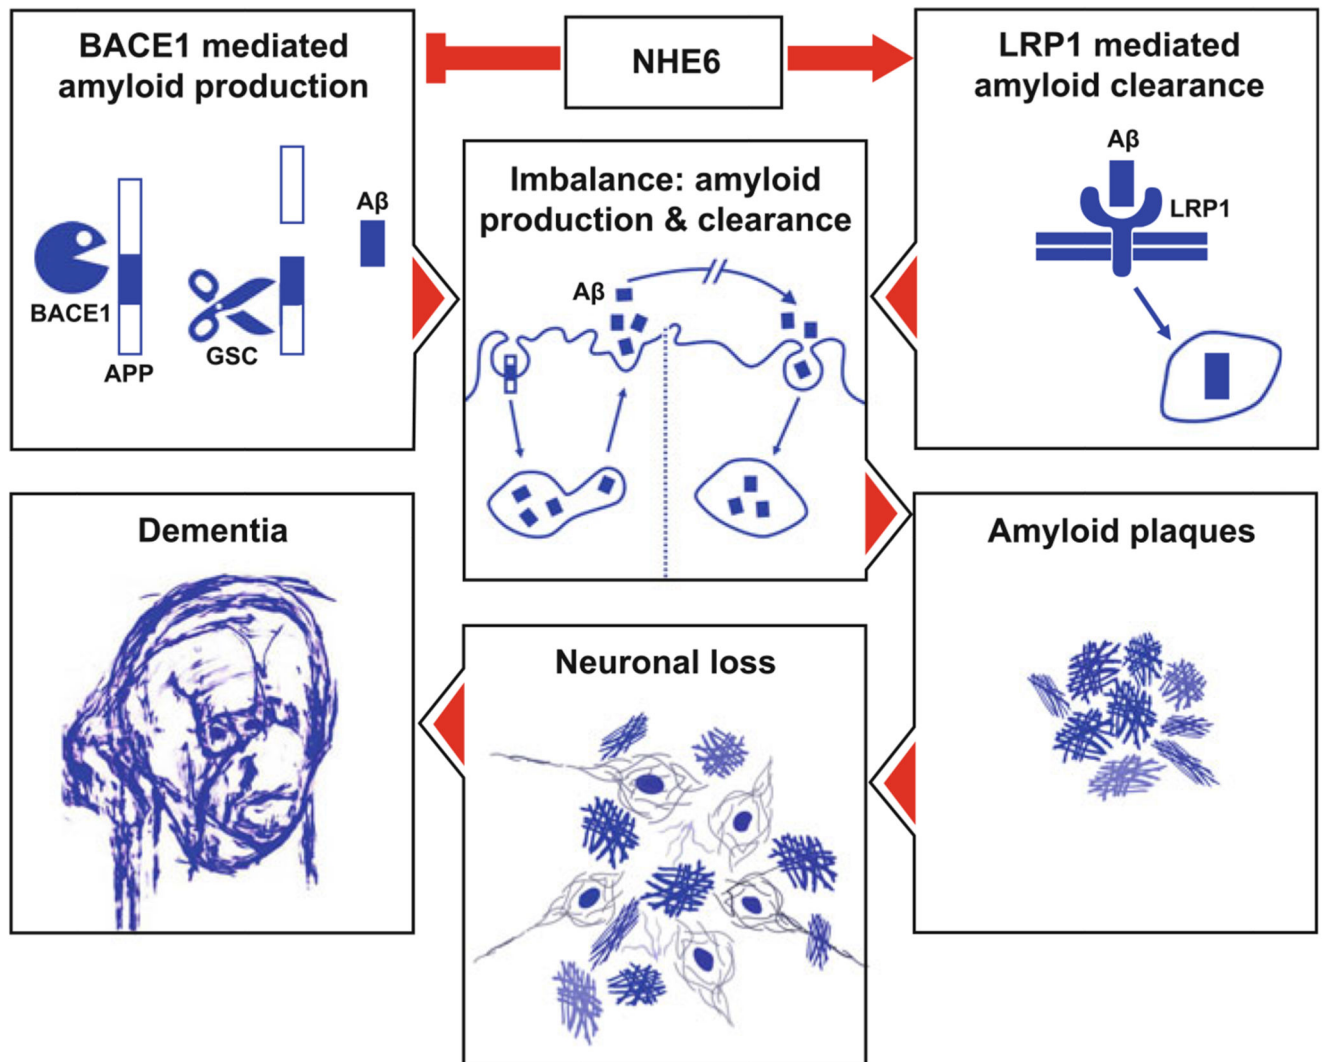 BACE1 mediated
amyloid production
NHE6
LRP1 mediated
amyloid clearance
BACE1
APP
GSC
Aβ
Imbalance: amyloid
production & clearance
Aβ
Aβ
LRP1
Dementia
Neuronal loss
Amyloid plaques